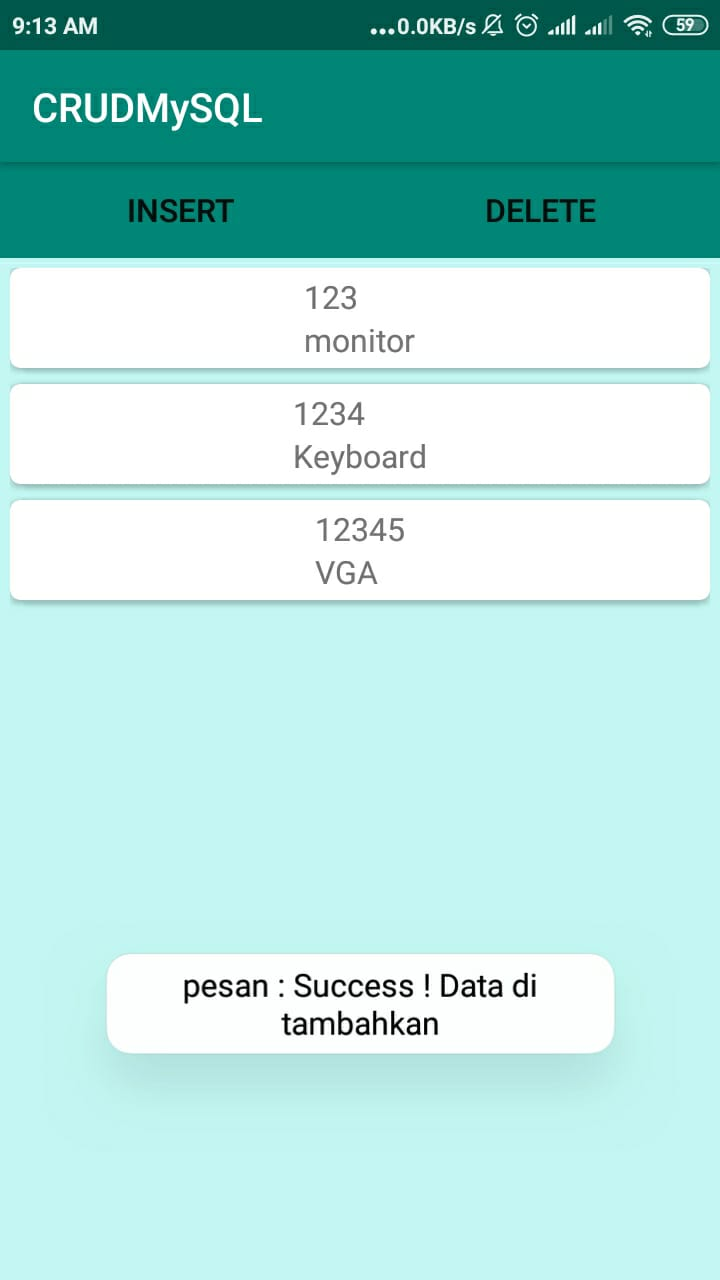 9:13 AM ...0.0KB/s 59
CRUDMySQL
INSERT DELETE
123
monitor
1234
Keyboard
12345
VGA
pesan : Success ! Data di
tambahkan